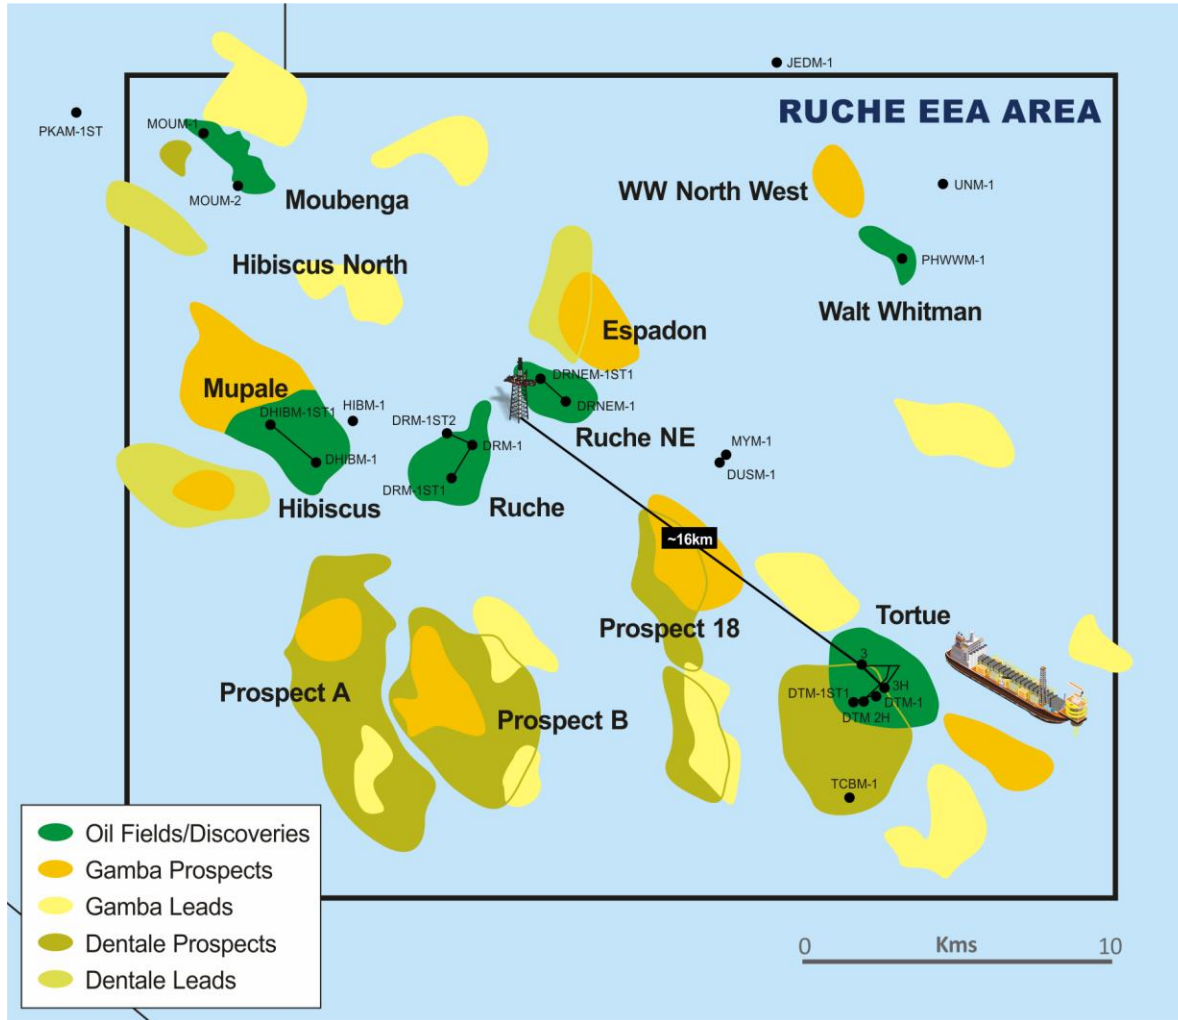 JEDM-1
RUCHE EEA AREA
PKAM-1ST
MOUM-1
MOUM-2
Moubenga
WW North West
UNM-1
Hibiscus North
PHWWM-1
Walt Whitman
Espadon
Mupale
DRNEM-1ST1
DRNEM-1
Ruche NE
DHIBM-1ST1
HIBM-1
DHIBM-1
Hibiscus
DRM-1ST2
DRM-1
DRM-1ST1
Ruche
MYM-1
DUSM-1
~16km
Prospect 18
Tortue
3
3H
DTM-1ST1
DTM-1
DTM 2H
TCBM-1
Prospect A
Prospect B
Oil Fields/Discoveries
Gamba Prospects
Gamba Leads
Dentale Prospects
Dentale Leads
0 Kms 10